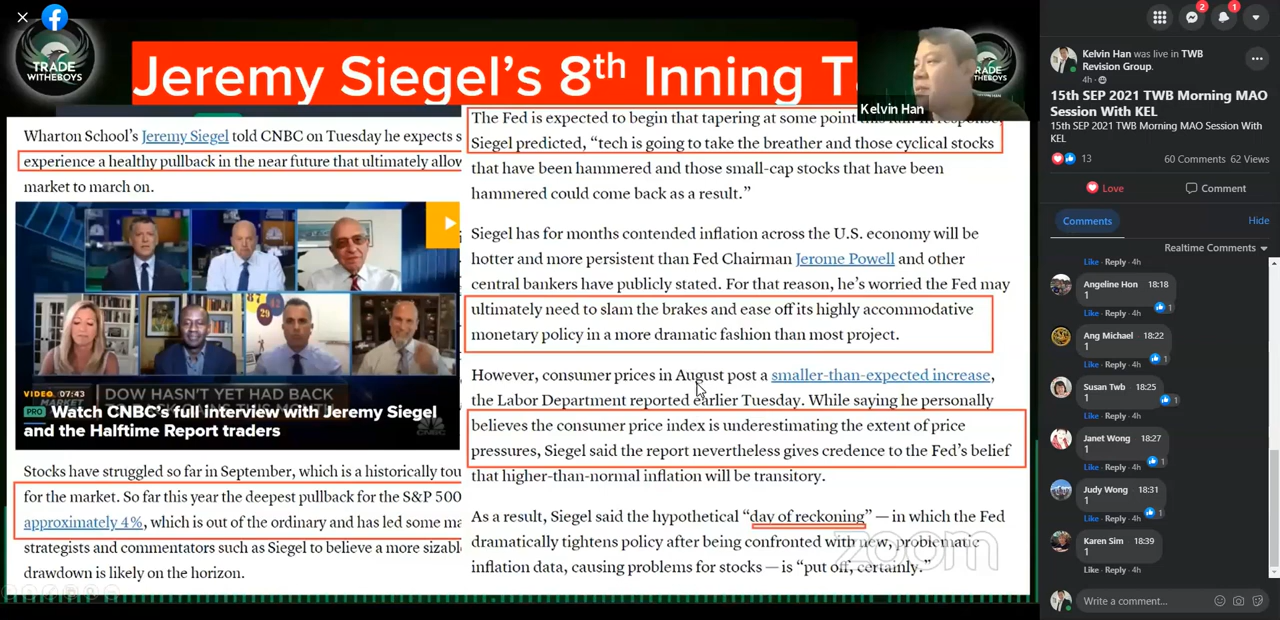 TRADE
WITHEBOYS
Jeremy Siegel's 8th Inning T
TRADE
WITHEBOYS
Kelvin Han
Wharton School's Jeremy Siegel told CNBC on Tuesday he expects s
experience a healthy pullback in the near future that ultimately allow
market to march on.
DOW HASN'T YET HAD BACK
VIDEO 07:43
PRO Watch CNBC's full interview with Jeremy Siegel
and the Halftime Report traders
Stocks have struggled so far in September, which is a historically tou
for the market. So far this year the deepest pullback for the S&P 500
approximately 4%, which is out of the ordinary and has led some ma
strategists and commentators such as Siegel to believe a more sizabl
drawdown is likely on the horizon.
The Fed is expected to begin that tapering at some point
Siegel predicted, “tech is going to take the breather and those cyclical stocks
that have been hammered and those small-cap stocks that have been
hammered could come back as a result.”
Siegel has for months contended inflation across the U.S. economy will be
hotter and more persistent than Fed Chairman Jerome Powell and other
central bankers have publicly stated. For that reason, he's worried the Fed may
ultimately need to slam the brakes and ease off its highly accommodative
monetary policy in a more dramatic fashion than most project.
However, consumer prices in August post a smaller-than-expected increase,
the Labor Department reported earlier Tuesday. While saying he personally
believes the consumer price index is underestimating the extent of price
pressures, Siegel said the report nevertheless gives credence to the Fed's belief
that higher-than-normal inflation will be transitory.
As a result, Siegel said the hypothetical “day of reckoning” — in which the Fed
dramatically tightens policy after being confronted with new, problematic
inflation data, causing problems for stocks — is “put off, certainly.”
zoom
2
1
Kelvin Han was live in TWB
Revision Group.
4h
15th SEP 2021 TWB Morning MAO
Session With KEL
15th SEP 2021 TWB Morning MAO Session With
KEL
13
60 Comments 62 Views
Love
Comment
Comments
Hide
Realtime Comments
Like · Reply · 4h
Angeline Hon 18:18
1
1
Like · Reply · 4h
Ang Michael 18:22
1
1
Like · Reply · 4h
Susan Twb 18:25
1
1
Like · Reply · 4h
Janet Wong 18:27
1
1
Like · Reply · 4h
Judy Wong 18:31
1
1
Like · Reply · 4h
Karen Sim 18:39
1
Like · Reply · 4h
Write a comment...